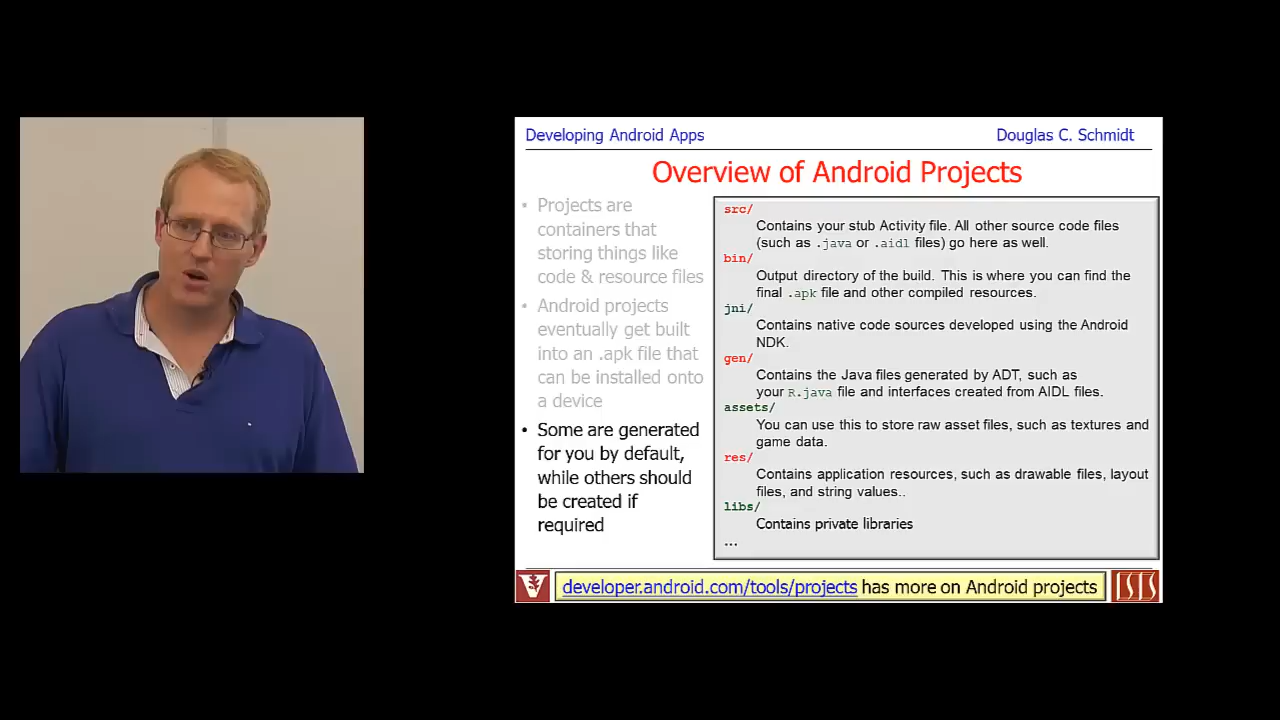 Developing Android Apps
Douglas C. Schmidt
Overview of Android Projects
• Projects are
containers that
storing things like
code & resource files
• Android projects
eventually get built
into an .apk file that
can be installed onto
a device
• Some are generated
for you by default,
while others should
be created if
required
src/
Contains your stub Activity file. All other source code files
(such as .java or .aidl files) go here as well.
bin/
Output directory of the build. This is where you can find the
final .apk file and other compiled resources.
jni/
Contains native code sources developed using the Android
NDK.
gen/
Contains the Java files generated by ADT, such as
your R.java file and interfaces created from AIDL files.
assets/
You can use this to store raw asset files, such as textures and
game data.
res/
Contains application resources, such as drawable files, layout
files, and string values..
libs/
Contains private libraries
...
V
developer.android.com/tools/projects has more on Android projects
ISIS